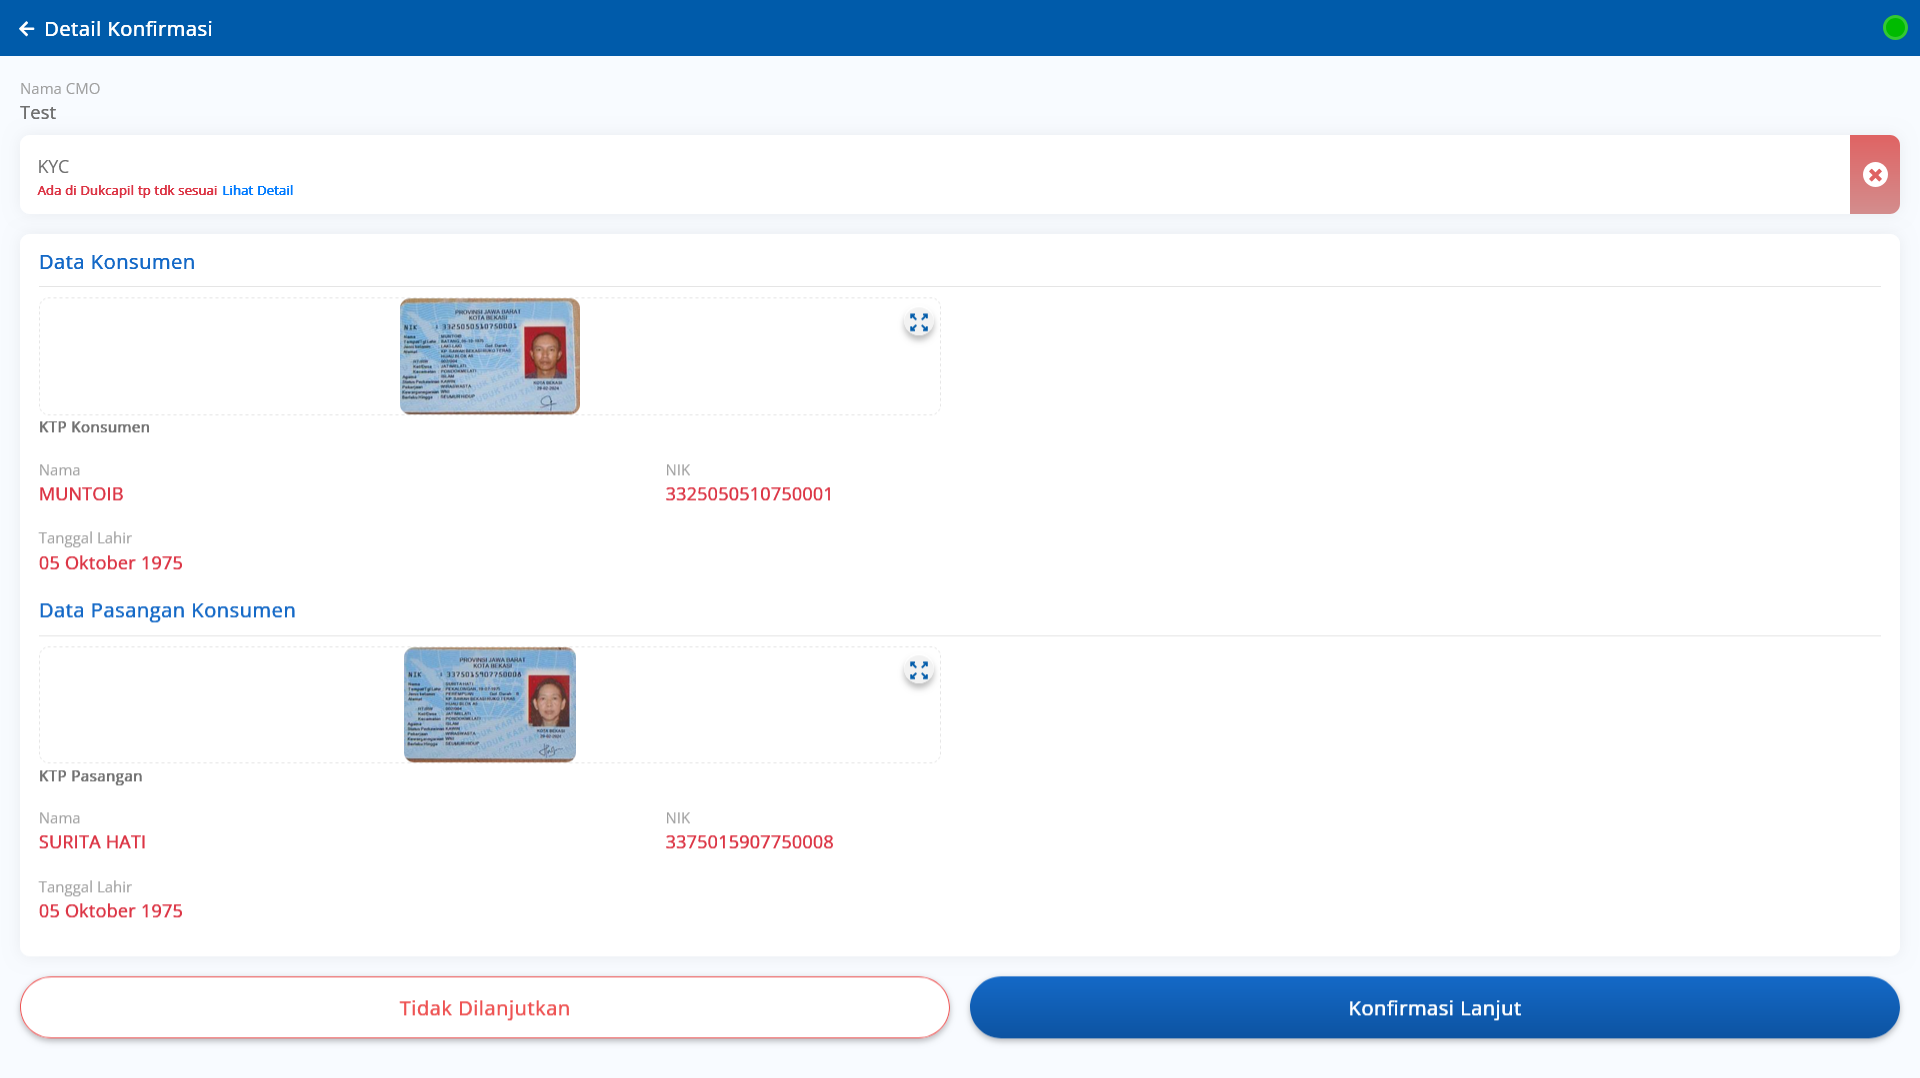 Detail Konfirmasi
Nama CMO
Test
KYC
Ada di Dukcapil tp tdk sesuai Lihat Detail
Data Konsumen
PROVINSI JAWA BARAT
KOTA BEKASI
NIK : 3325050510750001
KTP Konsumen
Nama
MUNTOIB
NIK
3325050510750001
Tanggal Lahir
05 Oktober 1975
Data Pasangan Konsumen
PROVINSI JAWA BARAT
KOTA BEKASI
NIK : 3375015907750008
KTP Pasangan
Nama
SURITA HATI
NIK
3375015907750008
Tanggal Lahir
05 Oktober 1975
Tidak Dilanjutkan
Konfirmasi Lanjut